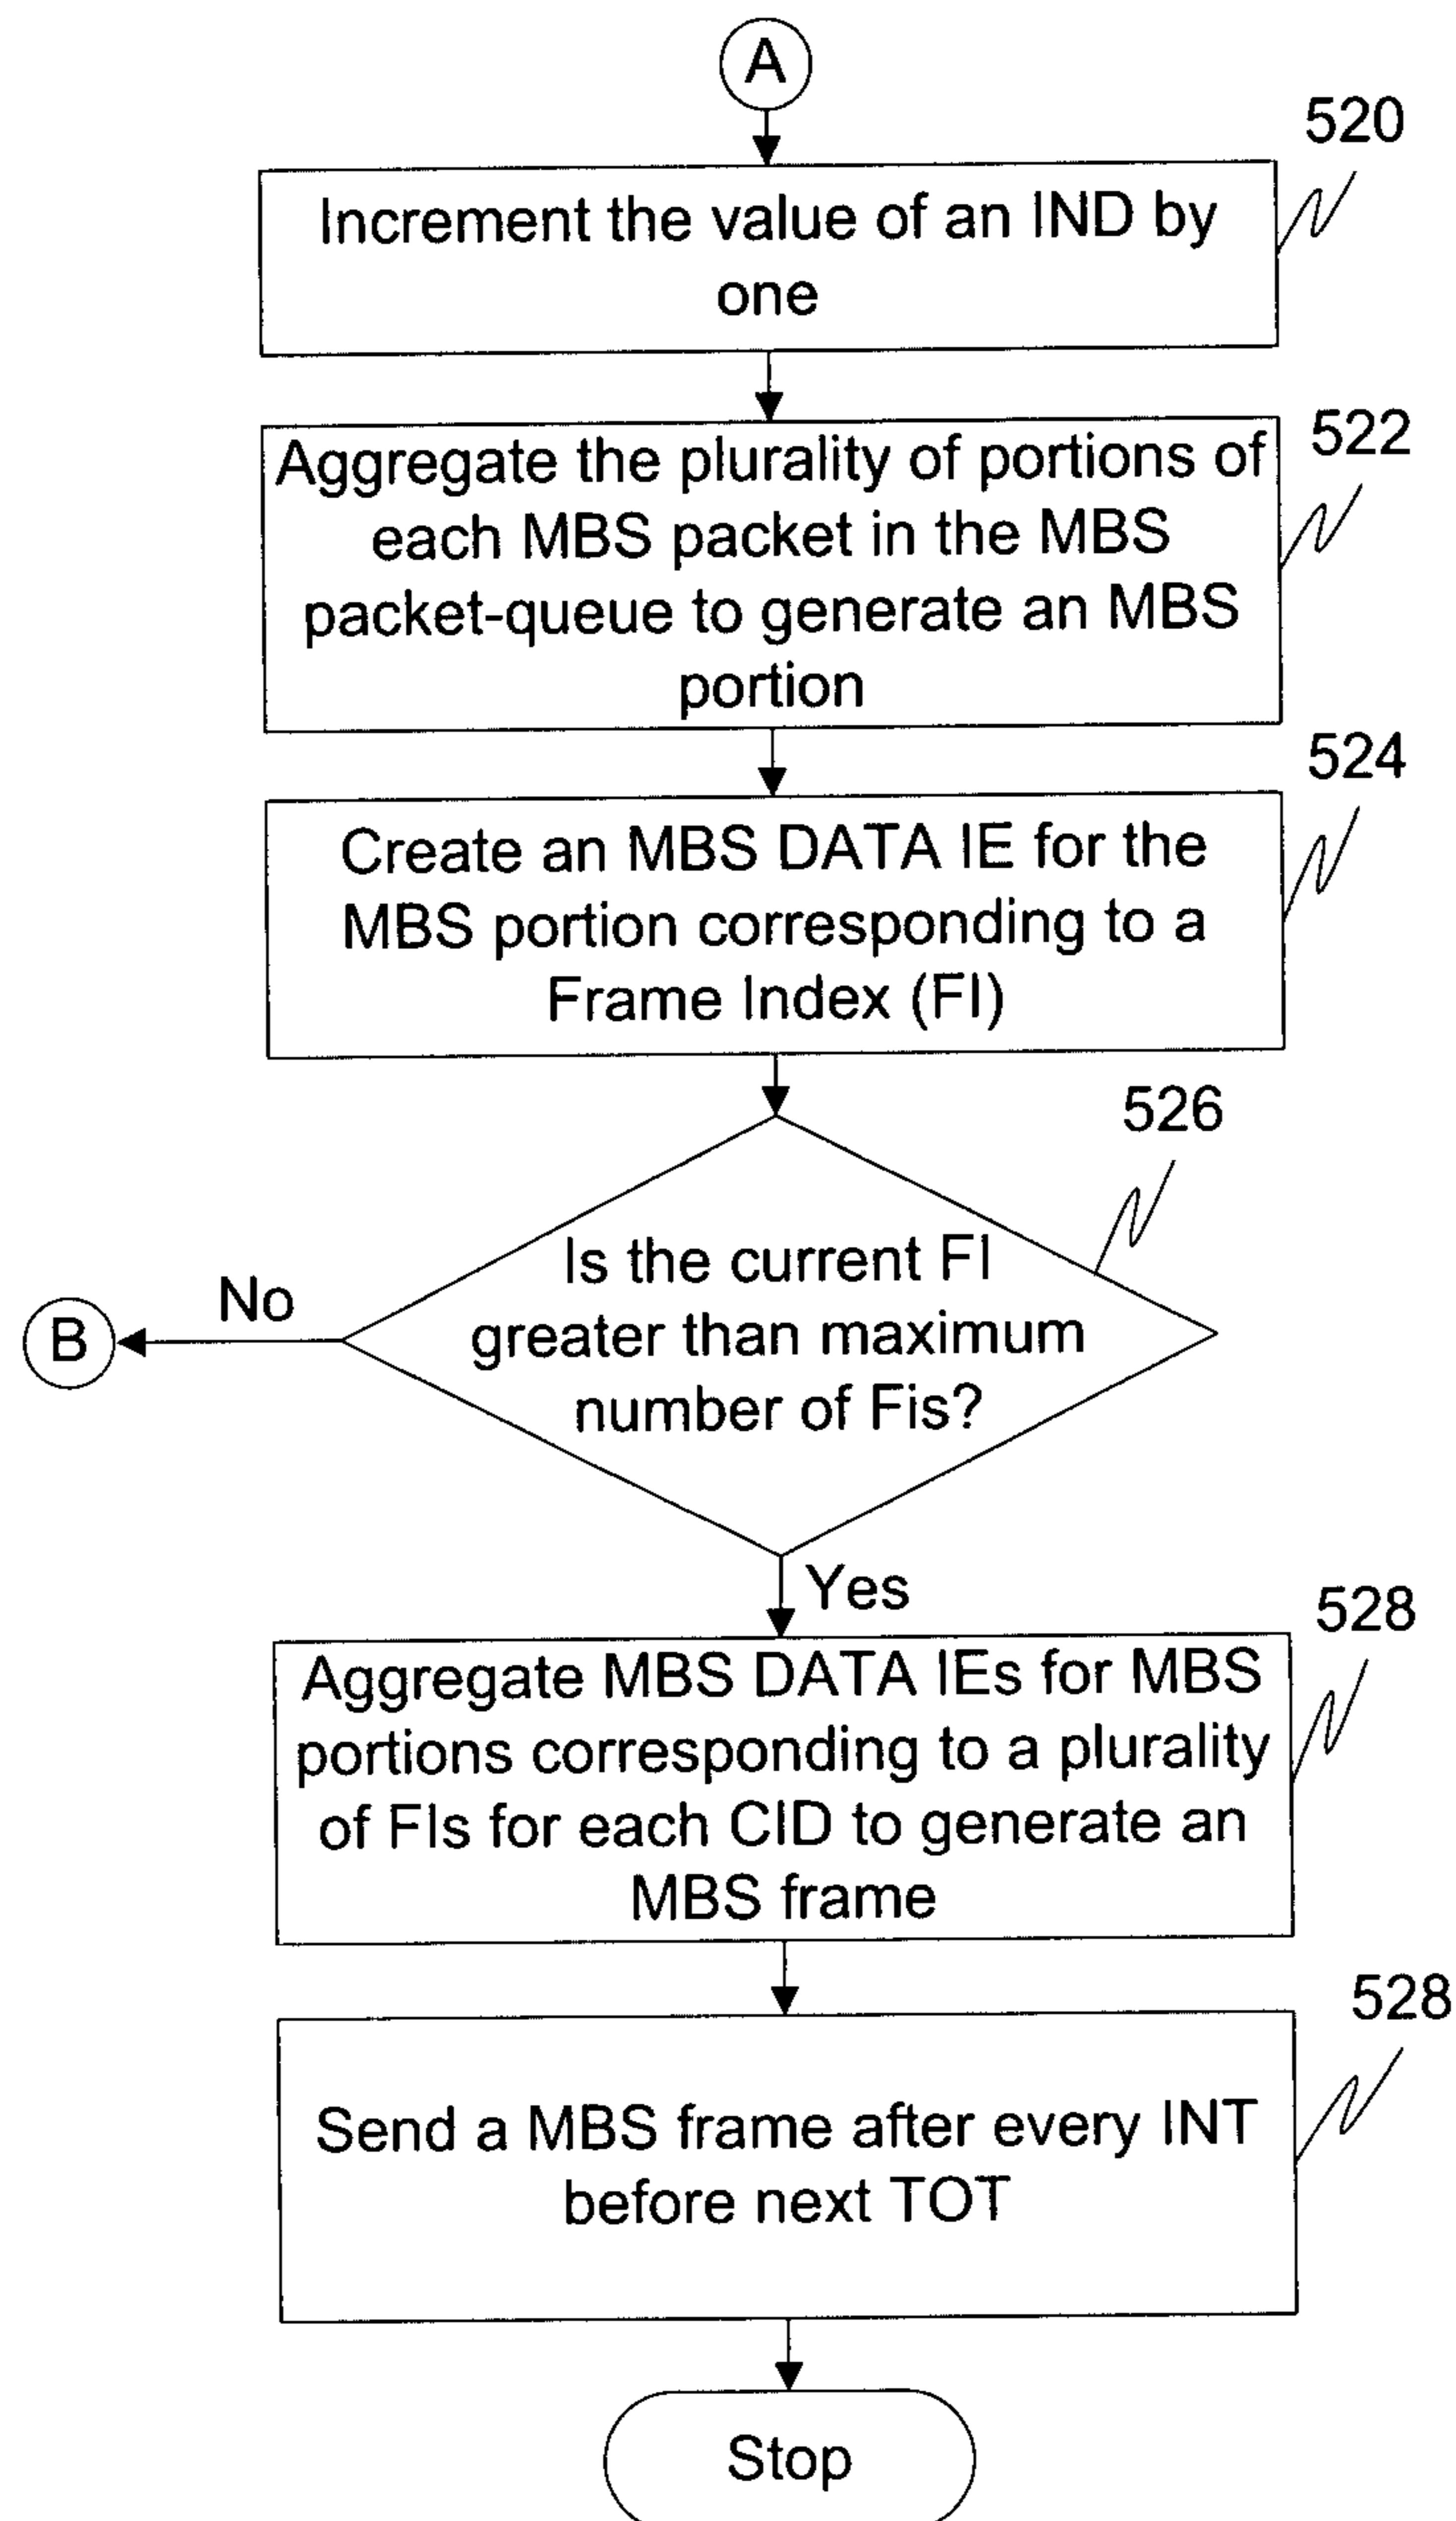 A
520
Increment the value of an IND by
one
522
Aggregate the plurality of portions of
each MBS packet in the MBS
packet-queue to generate an MBS
portion
524
Create an MBS DATA IE for the
MBS portion corresponding to a
Frame Index (FI)
526
Is the current FI
greater than maximum
number of Fis?
No
B
Yes
528
Aggregate MBS DATA IEs for MBS
portions corresponding to a plurality
of FIs for each CID to generate an
MBS frame
528
Send a MBS frame after every INT
before next TOT
Stop